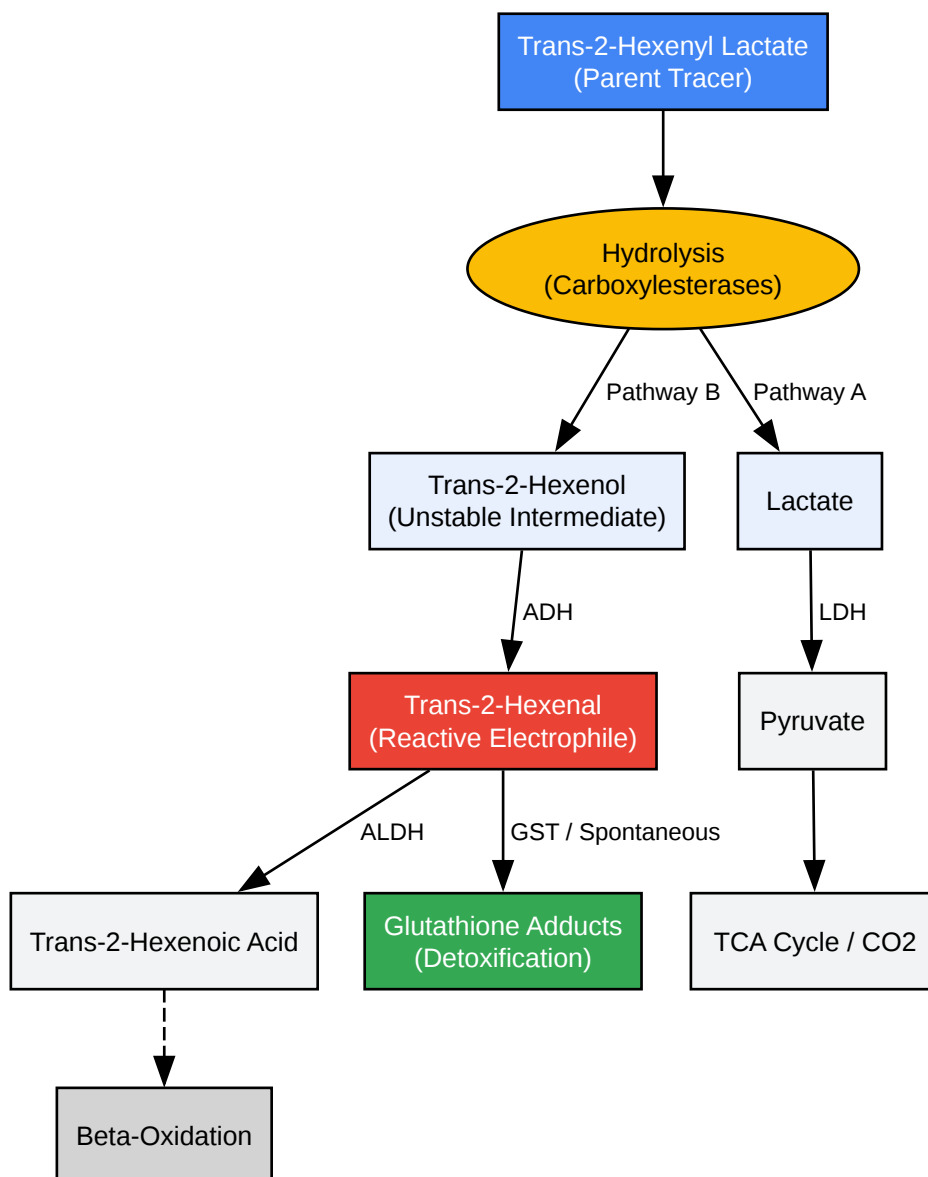 Trans-2-Hexenyl Lactate
(Parent Tracer)
Hydrolysis
(Carboxylesterases)
Pathway B
Pathway A
Trans-2-Hexenol
(Unstable Intermediate)
Lactate
ADH
LDH
Trans-2-Hexenal
(Reactive Electrophile)
Pyruvate
ALDH
GST / Spontaneous
Trans-2-Hexenoic Acid
Glutathione Adducts
(Detoxification)
TCA Cycle / CO2
Beta-Oxidation